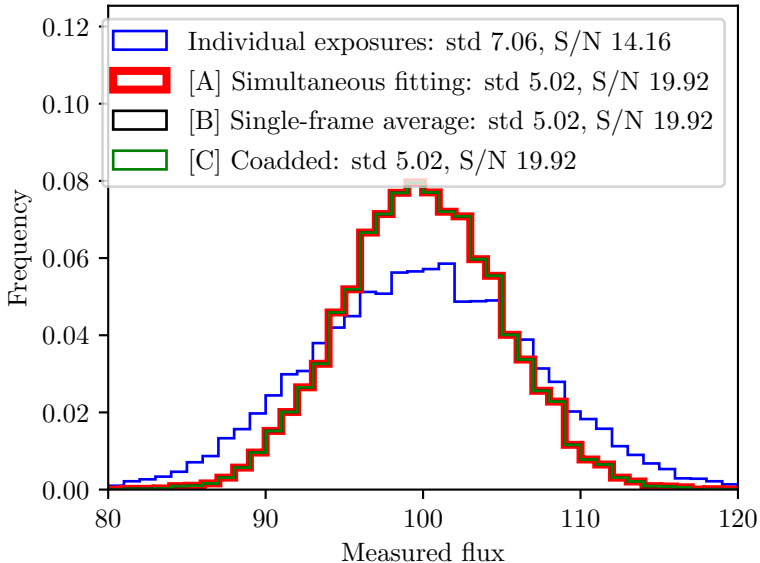 0.12
0.10
0.08
0.06
0.04
0.02
0.00
Frequency
Individual exposures: std 7.06, S/N 14.16
[A] Simultaneous fitting: std 5.02, S/N 19.92
[B] Single-frame average: std 5.02, S/N 19.92
[C] Coadded: std 5.02, S/N 19.92
80 90 100 110 120
Measured flux